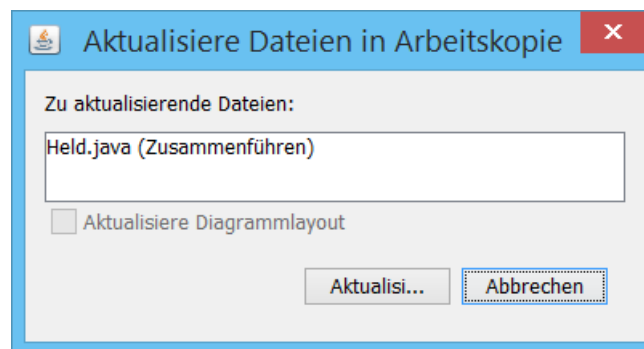 Aktualisiere Dateien in Arbeitskopie
Zu aktualisierende Dateien:
Held.java (Zusammenführen)
Aktualisiere Diagrammlayout
Aktualisi... Abbrechen